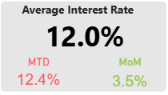 Average Interest Rate
12.0%
MTD MoM
12.4% 3.5%